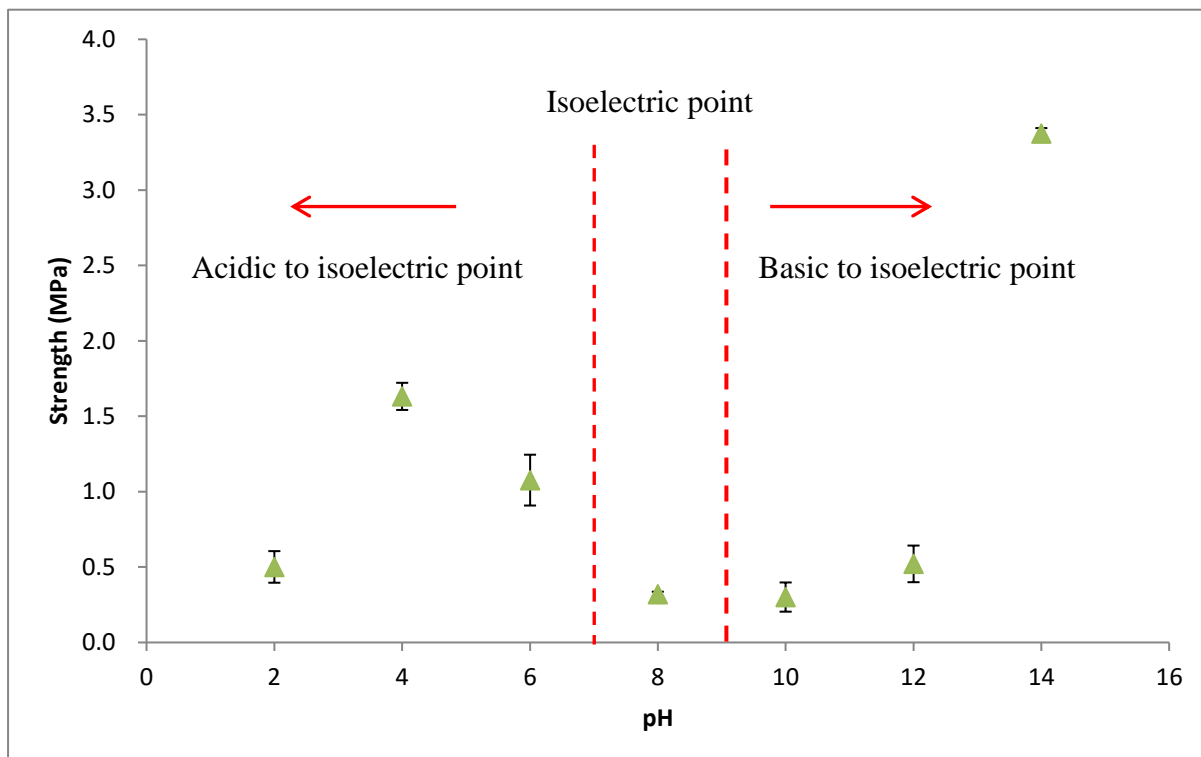 4.0
3.5
3.0
2.5
2.0
1.5
1.0
0.5
0.0
Strength (MPa)
Isoelectric point
Acidic to isoelectric point
Basic to isoelectric point
0 2 4 6 8 10 12 14 16
pH